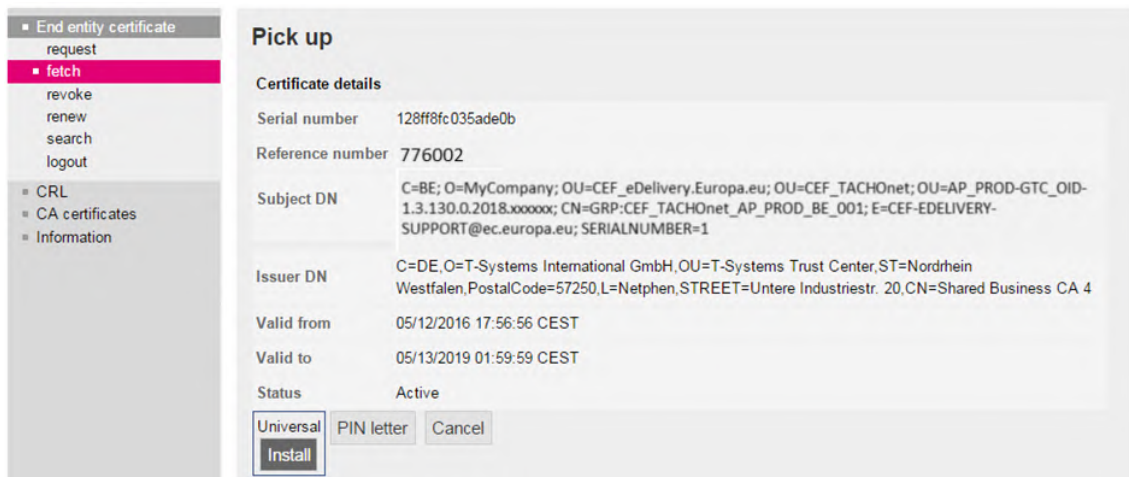 End entity certificate
request
fetch
revoke
renew
search
logout
CRL
CA certificates
Information
Pick up
Certificate details
Serial number 128ff8fc035ade0b
Reference number 776002
Subject DN
C=BE; O=MyCompany; OU=CEF_eDelivery.Europa.eu; OU=CEF_TACHOnet; OU=AP_PROD-GTC_OID-
1.3.130.0.2018.xxxxxx; CN=GRP:CEF_TACHOnet_AP_PROD_BE_001; E=CEF-EDELIVERY-
SUPPORT@ec.europa.eu; SERIALNUMBER=1
Issuer DN
C=DE,O=T-Systems International GmbH,OU=T-Systems Trust Center,ST=Nordrhein
Westfalen,PostalCode=57250,L=Netphen,STREET=Untere Industriestr. 20,CN=Shared Business CA 4
Valid from 05/12/2016 17:56:56 CEST
Valid to 05/13/2019 01:59:59 CEST
Status Active
Universal
Install
PIN letter
Cancel